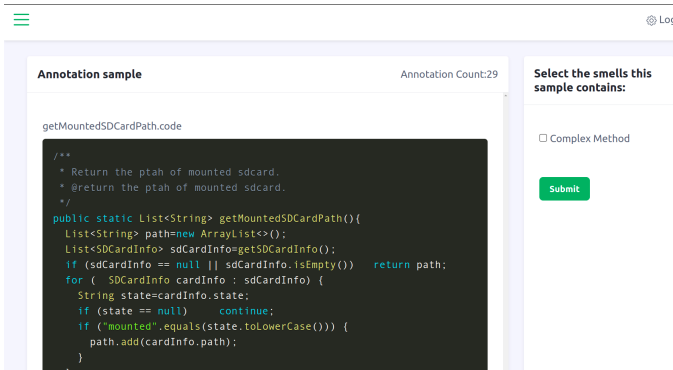 Log
Annotation sample
Annotation Count:29
Select the smells this
sample contains:
getMountedSDCardPath.code
/**
* Return the ptah of mounted sdcard.
* @return the ptah of mounted sdcard.
*/
public static List<String> getMountedSDCardPath(){
List<String> path=new ArrayList<>();
List<SDCardInfo> sdCardInfo=getSDCardInfo();
if (sdCardInfo == null || sdCardInfo.isEmpty())   return path;
for (  SDCardInfo cardInfo : sdCardInfo) {
String state=cardInfo.state;
if (state == null)     continue;
if ("mounted".equals(state.toLowerCase())) {
path.add(cardInfo.path);
}
Complex Method
Submit